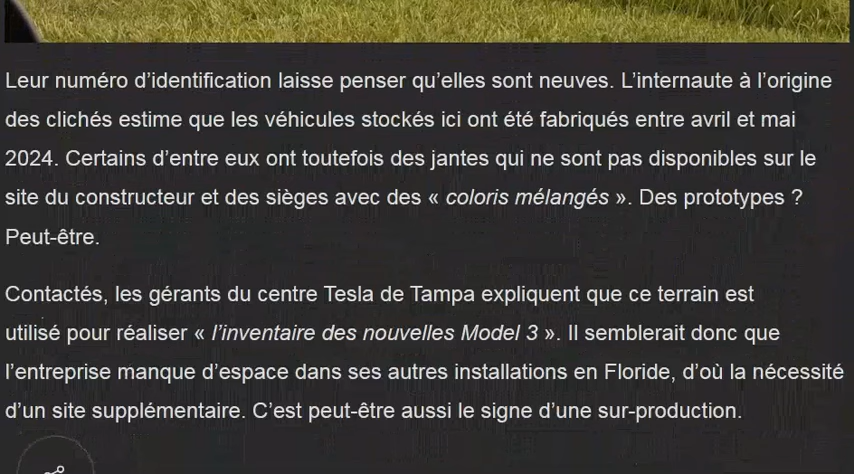 Leur numéro d’identification laisse penser qu’elles sont neuves. L’internaute à l’origine
des clichés estime que les véhicules stockés ici ont été fabriqués entre avril et mai
2024. Certains d’entre eux ont toutefois des jantes qui ne sont pas disponibles sur le
site du constructeur et des sièges avec des « coloris mélangés ». Des prototypes ?
Peut-être.
Contactés, les gérants du centre Tesla de Tampa expliquent que ce terrain est
utilisé pour réaliser « l’inventaire des nouvelles Model 3 ». Il semblerait donc que
l’entreprise manque d’espace dans ses autres installations en Floride, d’où la nécessité
d’un site supplémentaire. C’est peut-être aussi le signe d’une sur-production.